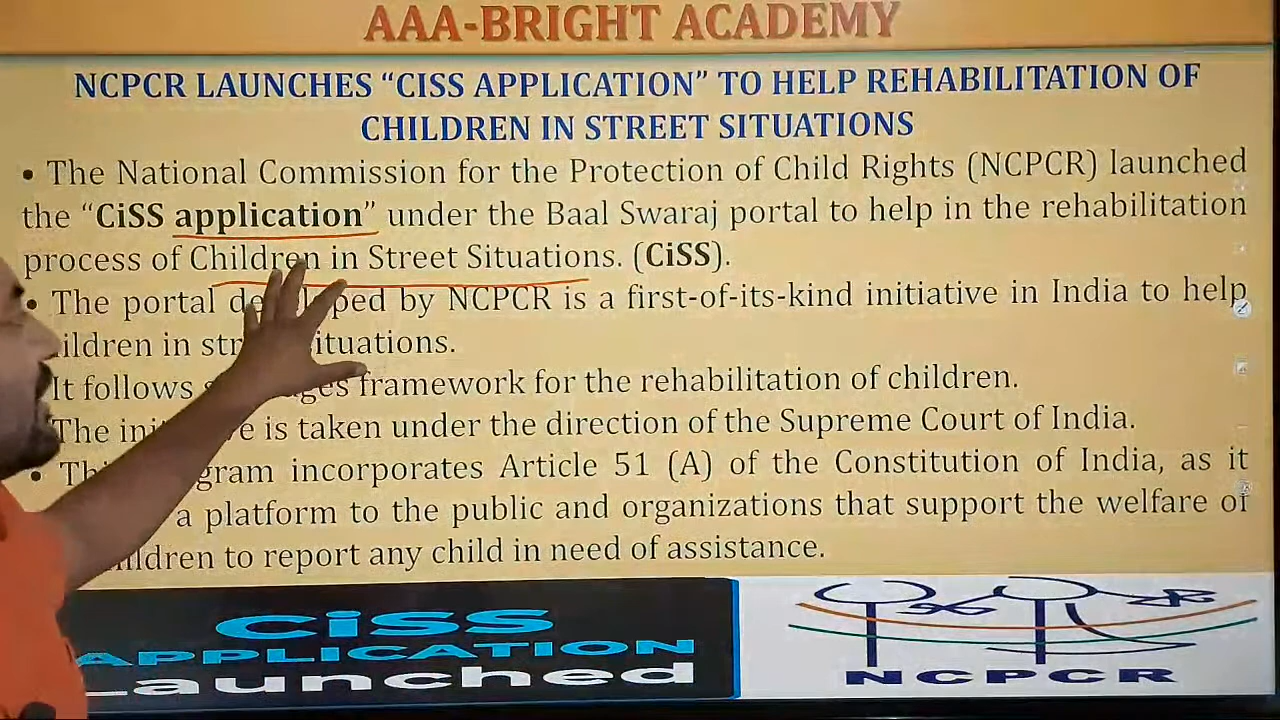 AAA-BRIGHT ACADEMY
NCPCR LAUNCHES “CISS APPLICATION” TO HELP REHABILITATION OF
CHILDREN IN STREET SITUATIONS
• The National Commission for the Protection of Child Rights (NCPCR) launched
the “CiSS application” under the Baal Swaraj portal to help in the rehabilitation
process of Children in Street Situations. (CiSS).
• The portal by NCPCR is a first-of-its-kind initiative in India to help
in situations.
It follows framework for the rehabilitation of children.
The is taken under the direction of the Supreme Court of India.
• incorporates Article 51 (A) of the Constitution of India, as it
a platform to the public and organizations that support the welfare of
to report any child in need of assistance.
CiSS
APPLICATION
Launched
NCPCR